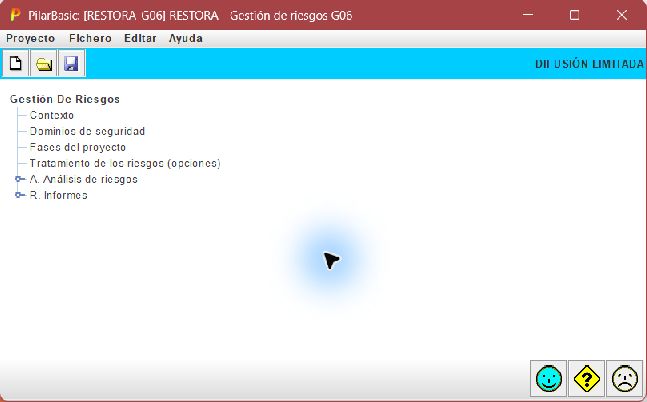 PilarBasic: [RESTORA G06] RESTORA - Gestión de riesgos G06
Proyecto Fichero Editar Ayuda
DIFUSIÓN LIMITADA
Gestión De Riesgos
Contexto
Dominios de seguridad
Fases del proyecto
Tratamiento de los riesgos (opciones)
A. Análisis de riesgos
R. Informes
?